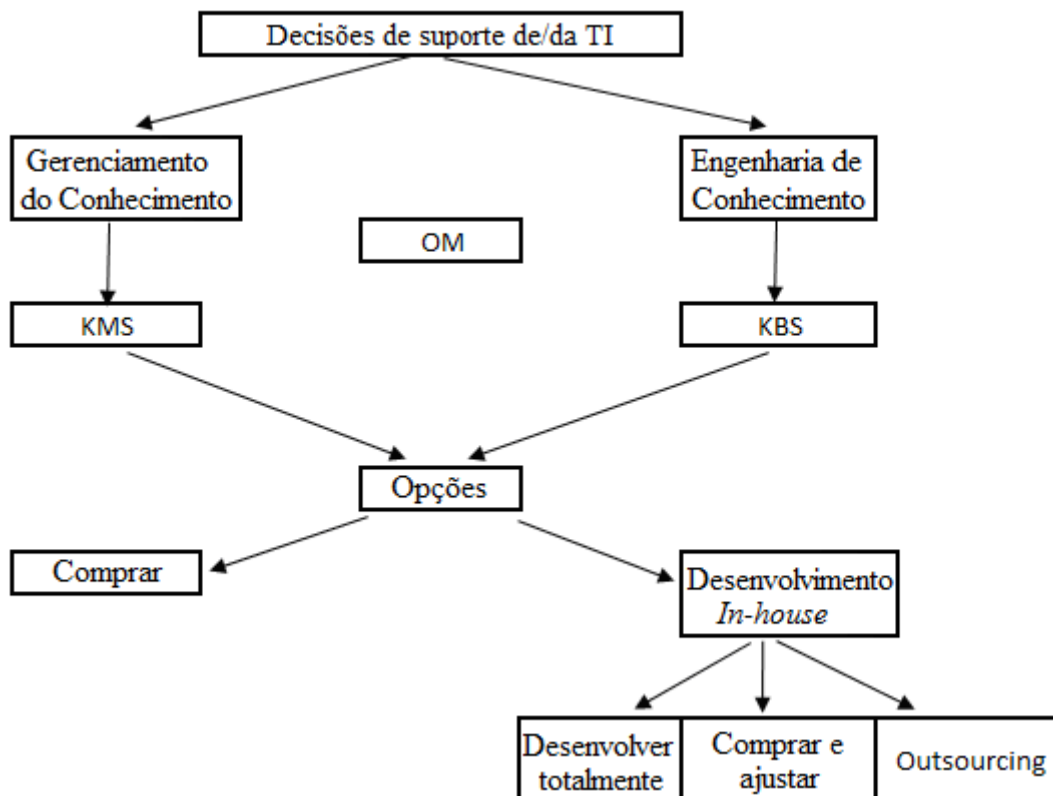 Decisões de suporte de/da TI
Gerenciamento
do Conhecimento
Engenharia de
Conhecimento
OM
KMS
KBS
Opções
Comprar
Desenvolvimento
In-house
Desenvolver
totalmente
Comprar e
ajustar
Outsourcing